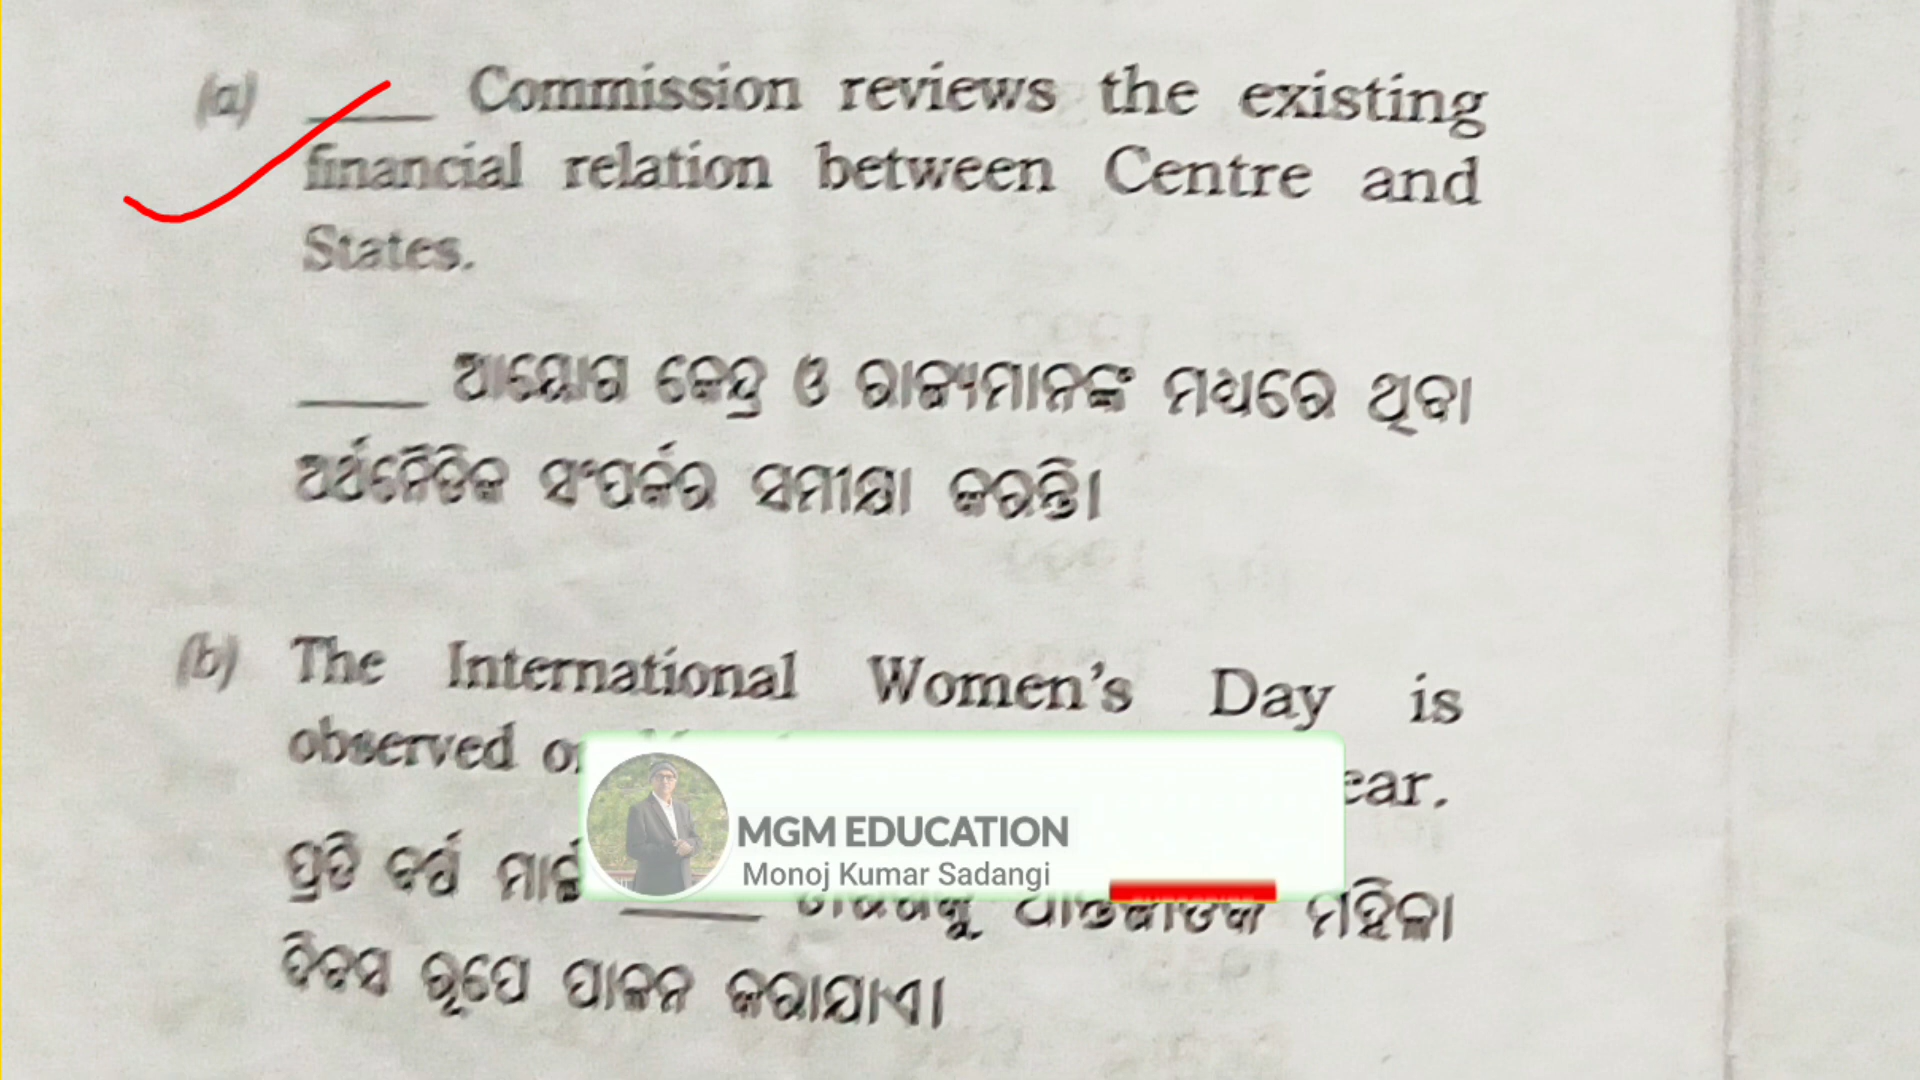 (a) ____ Commission reviews the existing
financial relation between Centre and
States.
____ ଆୟୋଗ କେନ୍ଦ୍ର ଓ ରାଜ୍ୟମାନଙ୍କ ମଧ୍ୟରେ ଥିବା
ଅର୍ଥନୈତିକ ସଂପର୍କର ସମୀକ୍ଷା କରନ୍ତି।
(b) The International Women's Day is
observed
ପ୍ରତି ବର୍ଷ ମାର୍ଚ୍ଚ ____ ମହିଳା
ଦିବସ ରୂପେ ପାଳନ କରାଯାଏ।
MGM EDUCATION
Monoj Kumar Sadangi